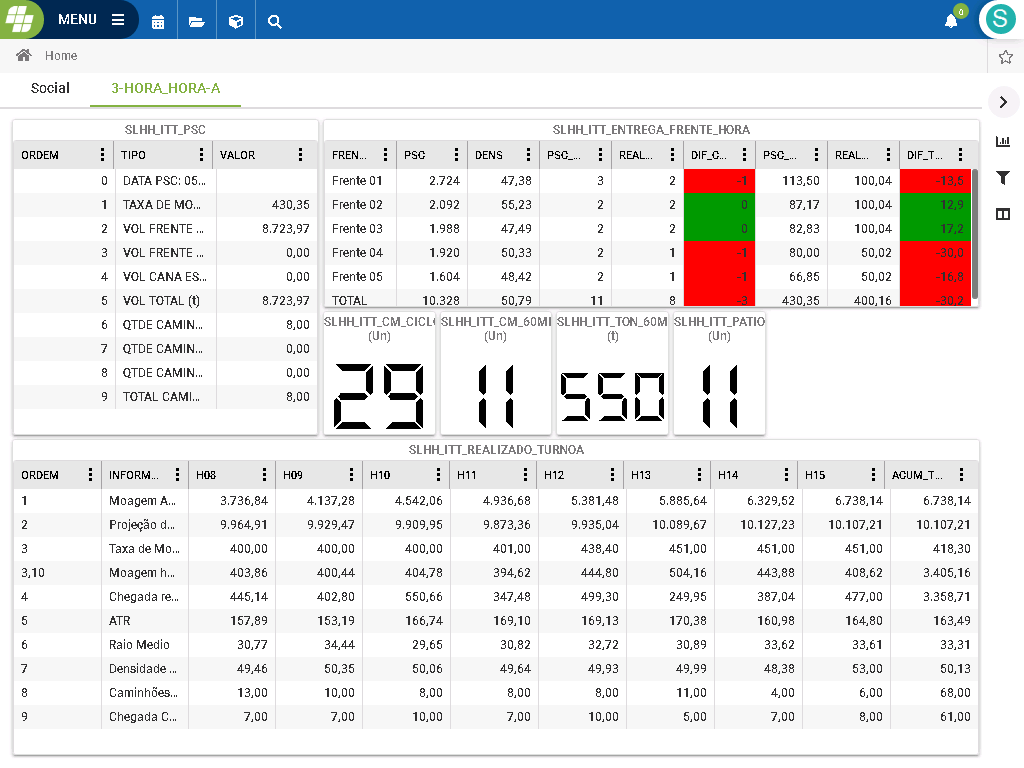 MENU
0
S
Home
Social 3-HORA_HORA-A
SLHH_ITT_PSC
ORDEM TIPO VALOR
0 DATA PSC: 05...
1 TAXA DE MO... 430,35
2 VOL FRENTE ... 8.723,97
3 VOL FRENTE ... 0,00
4 VOL CANA ES... 0,00
5 VOL TOTAL (t) 8.723,97
6 QTDE CAMIN... 8,00
7 QTDE CAMIN... 0,00
8 QTDE CAMIN... 0,00
9 TOTAL CAMI... 8,00
SLHH_ITT_ENTREGA_FRENTE_HORA
FREN... PSC DENS PSC_... REAL... DIF_C... PSC_... REAL... DIF_T...
Frente 01 2.724 47,38 3 2 -1 113,50 100,04 -13,5
Frente 02 2.092 55,23 2 2 0 87,17 100,04 12,9
Frente 03 1.988 47,49 2 2 0 82,83 100,04 17,2
Frente 04 1.920 50,33 2 1 -1 80,00 50,02 -30,0
Frente 05 1.604 48,42 2 1 -1 66,85 50,02 -16,8
TOTAL 10.328 50,79 11 8 -3 430,35 400,16 -30,2
SLHH_ITT_CM_CICLO
(Un)
29
SLHH_ITT_CM_60MI
(Un)
11
SLHH_ITT_TON_60M
(t)
550
SLHH_ITT_PATIO
(Un)
11
SLHH_ITT_REALIZADO_TURNOA
ORDEM INFORM... H08 H09 H10 H11 H12 H13 H14 H15 ACUM_T...
1 Moagem A... 3.736,84 4.137,28 4.542,06 4.936,68 5.381,48 5.885,64 6.329,52 6.738,14 6.738,14
2 Projeção d... 9.964,91 9.929,47 9.909,95 9.873,36 9.935,04 10.089,67 10.127,23 10.107,21 10.107,21
3 Taxa de Mo... 400,00 400,00 400,00 401,00 438,40 451,00 451,00 451,00 418,30
3,10 Moagem h... 403,86 400,44 404,78 394,62 444,80 504,16 443,88 408,62 3.405,16
4 Chegada re... 445,14 402,80 550,66 347,48 499,30 249,95 387,04 477,00 3.358,71
5 ATR 157,89 153,19 166,74 169,10 169,13 170,38 160,98 164,80 163,49
6 Raio Medio 30,77 34,44 29,65 30,82 32,72 30,89 33,62 33,61 33,31
7 Densidade ... 49,46 50,35 50,06 49,64 49,93 49,99 48,38 53,00 50,13
8 Caminhões... 13,00 10,00 8,00 8,00 8,00 11,00 4,00 6,00 68,00
9 Chegada C... 7,00 7,00 10,00 7,00 10,00 5,00 7,00 8,00 61,00